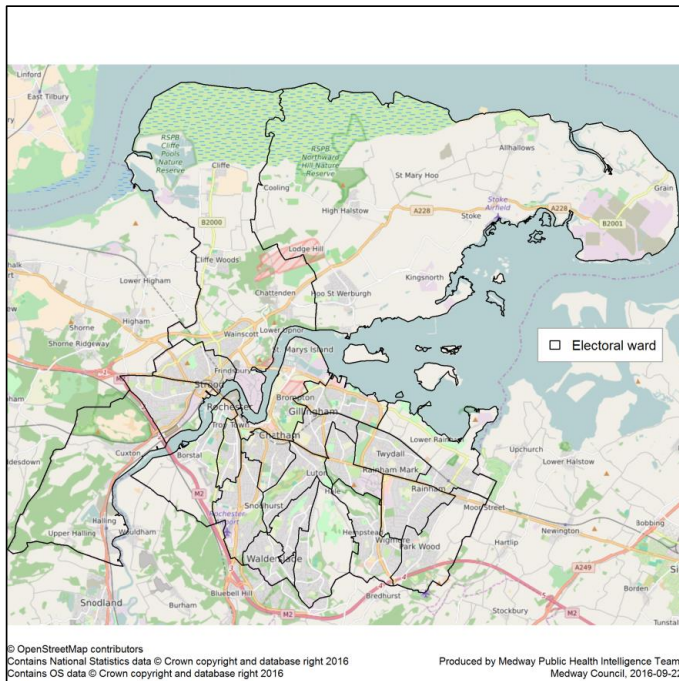 Linford
East Tilbury
RSPB
Cliffe
Pools
Nature
Reserve
Cliffe
Cooling
RSPB
Northward
Hill Nature
Reserve
High Halstow
St Mary Hoo
Allhallows
Stoke
Airfield
Stoke
A228
A228
Grain
B2001
B2000
Cliffe Woods
Lodge Hill
Kingsnorth
Chattenden
Hoo St Werburgh
Lower Higham
Higham
Shorne
Shorne Ridgeway
Wainscott
Lower Upnor
St. Marys Island
Frindsbury
Electoral ward
M2
Strood
Rochester
Brompton
Gillingham
Troy Town
Chatham
Cuxton
Borstal
Lower Rainham
Twydall
Rainham Mark
Rainham
Upchurch
Lower Halstow
Luton
Hale
Moor Street
Newington
Bobbing
M2
Snodhurst
Rochester
Halling
Upper Halling
Wouldham
Hempstead
Wigmore
Park Wood
Hartlip
Walderslade
A249
Snodland
Burham
Bluebell Hill
M2
Bredhurst
Stockbury
Borden
© OpenStreetMap contributors
Contains National Statistics data © Crown copyright and database right 2016
Contains OS data © Crown copyright and database right 2016
Produced by Medway Public Health Intelligence Team
Medway Council, 2016-09-22